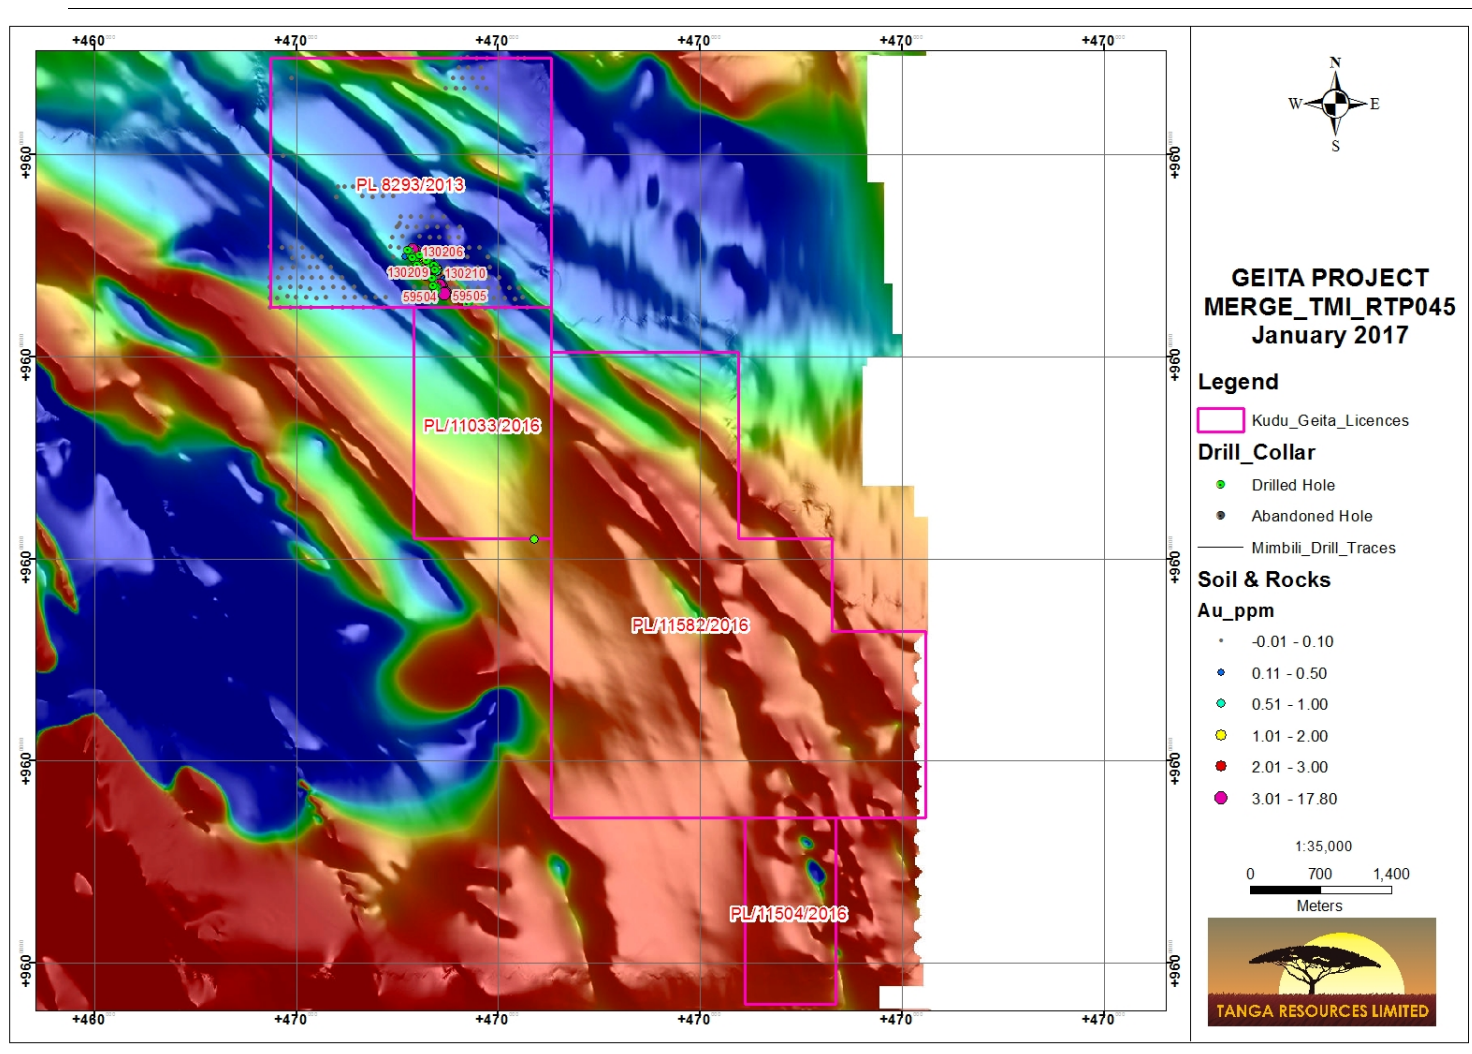 +460 +470 +470 +470 +470 +470
+960
+960
+960
+960
+960
+960
+960
+960
+960
+960
PL 8293/2013
130206
130209 130210
59504 59505
PL/11033/2016
PL/11582/2016
PL/11504/2016
+460 +470 +470 +470 +470 +470
N
W E
S
GEITA PROJECT
MERGE_TMI_RTP045
January 2017
Legend
Kudu_Geita_Licences
Drill_Collar
Drilled Hole
Abandoned Hole
Mimbili_Drill_Traces
Soil & Rocks
Au_ppm
-0.01 - 0.10
0.11 - 0.50
0.51 - 1.00
1.01 - 2.00
2.01 - 3.00
3.01 - 17.80
1:35,000
0 700 1,400
Meters
TANGA RESOURCES LIMITED